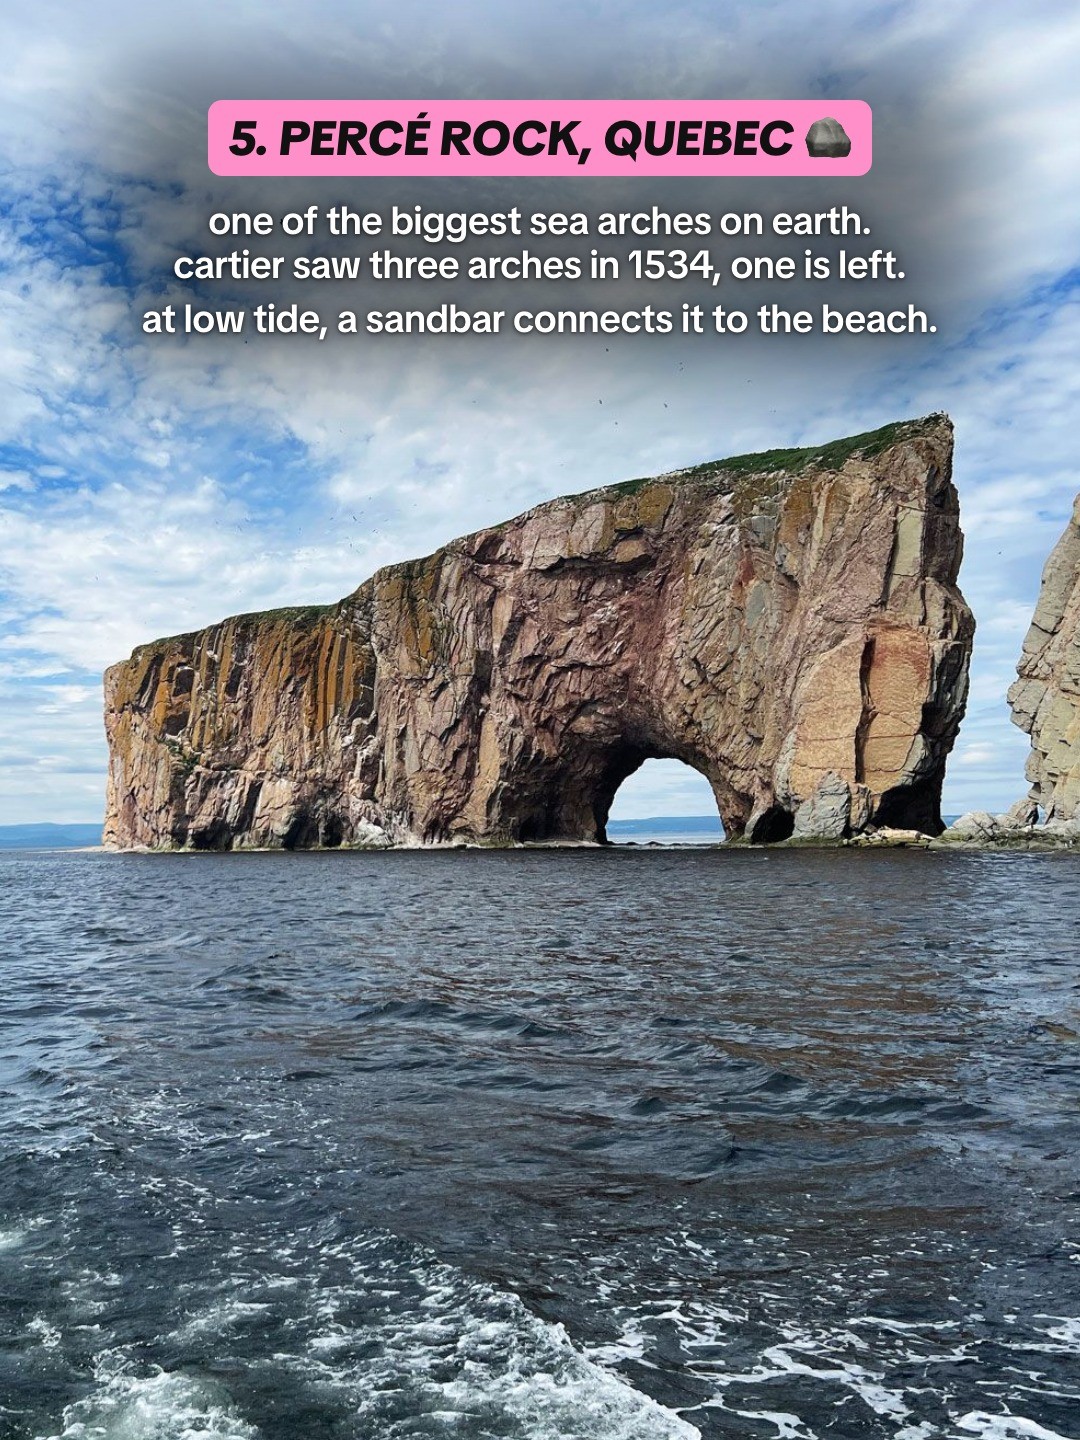 5. PERCÉ ROCK, QUEBEC 🪨
one of the biggest sea arches on earth.
cartier saw three arches in 1534, one is left.
at low tide, a sandbar connects it to the beach.